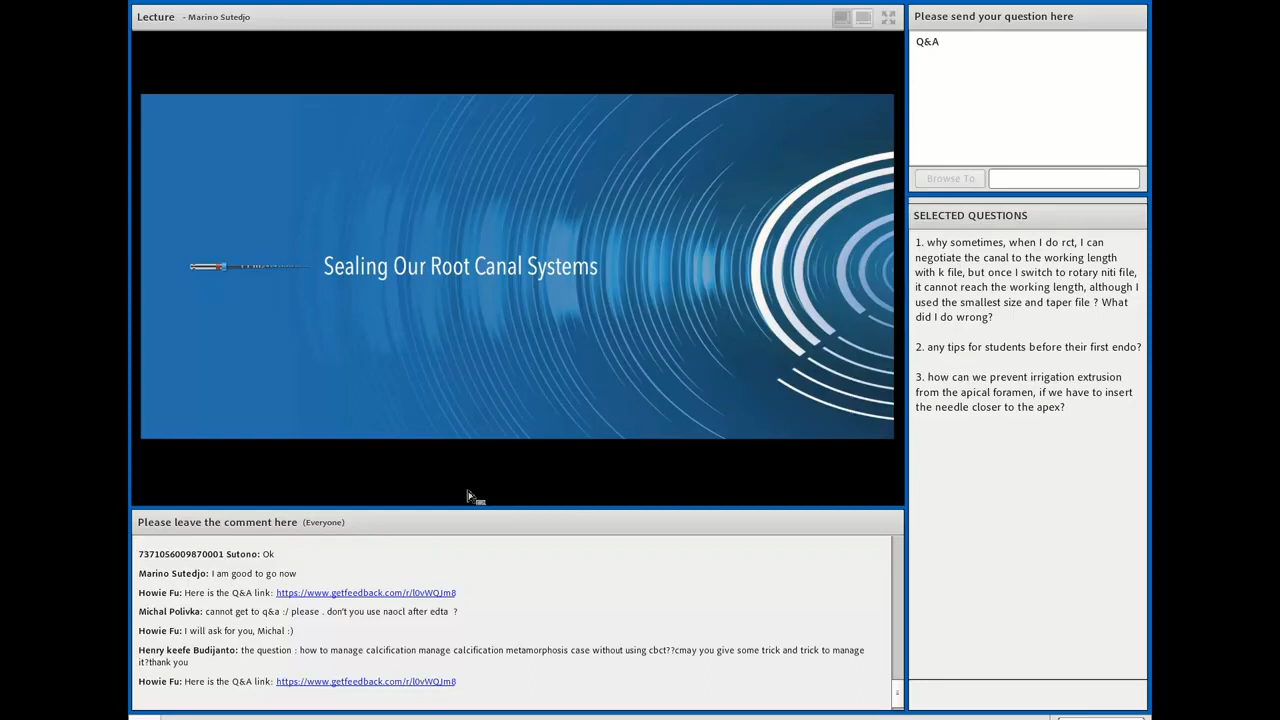 Lecture - Marino Sutedjo
Sealing Our Root Canal Systems
Please leave the comment here (Everyone)
7371056009870001 Sutono: Ok
Marino Sutedjo: I am good to go now
Howie Fu: Here is the Q&A link: https://www.getfeedback.com/r/l0vWQJm8
Michal Polivka: cannot get to q&a :/ please . don't you use naocl after edta ?
Howie Fu: I will ask for you, Michal :)
Henry keefe Budijanto: the question : how to manage calcification manage calcification metamorphosis case without using cbct??cmay you give some trick and trick to manage
it?thank you
Howie Fu: Here is the Q&A link: https://www.getfeedback.com/r/l0vWQJm8
Please send your question here
Q&A
Browse To
SELECTED QUESTIONS
1. why sometimes, when I do rct, I can
negotiate the canal to the working length
with k file, but once I switch to rotary niti file,
it cannot reach the working length, although I
used the smallest size and taper file ? What
did I do wrong?
2. any tips for students before their first endo?
3. how can we prevent irrigation extrusion
from the apical foramen, if we have to insert
the needle closer to the apex?